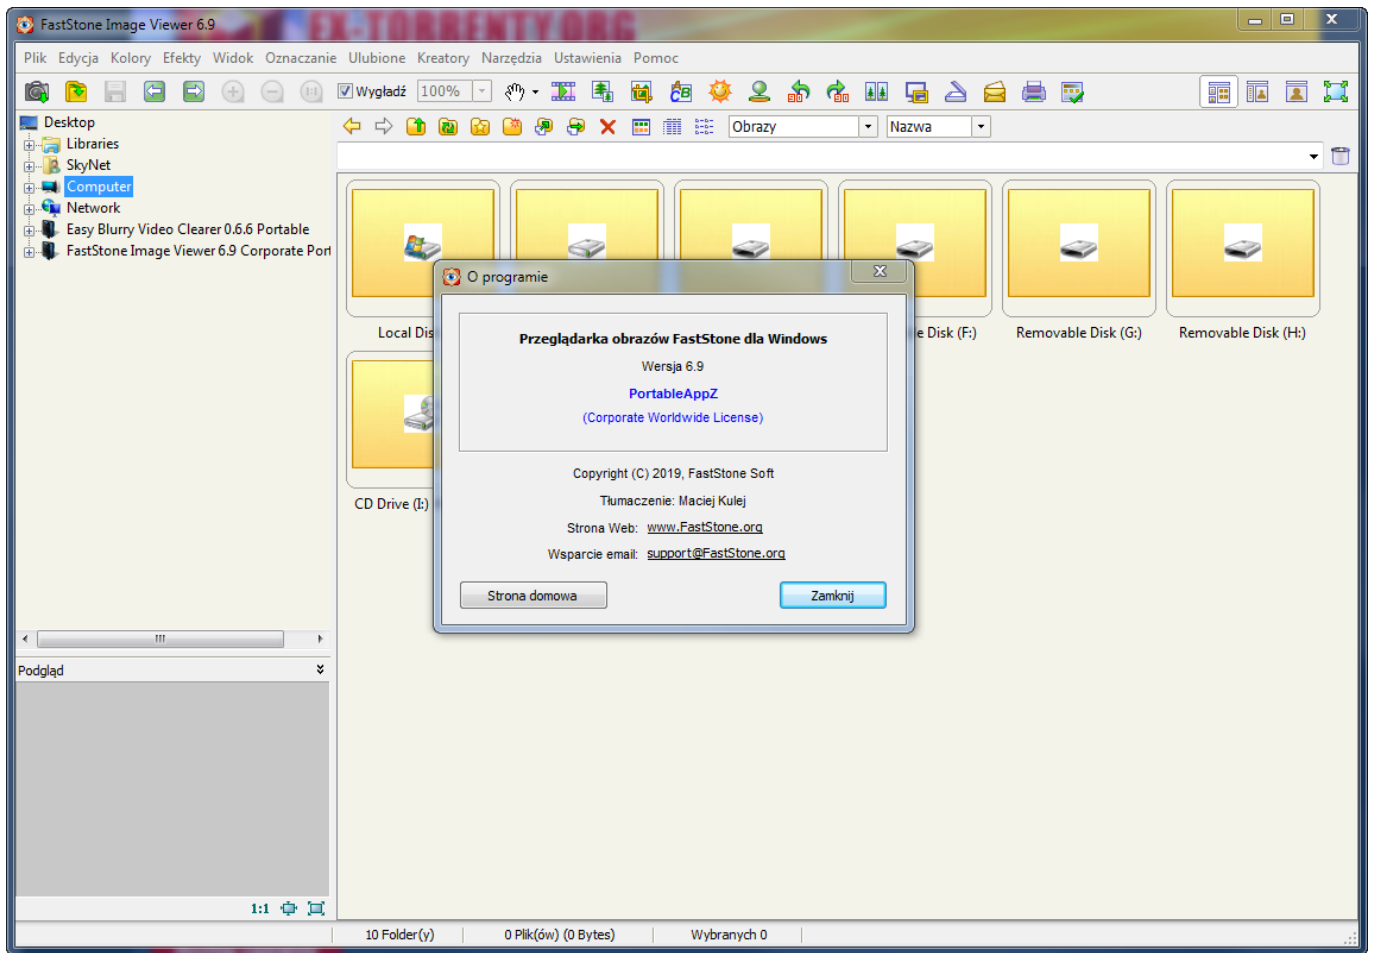 FastStone Image Viewer 6.9
EX-TORRENTY.ORG
Plik Edycja Kolory Efekty Widok Oznaczanie Ulubione Kreatory Narzędzia Ustawienia Pomoc
Wygładź 100%
Desktop
Libraries
SkyNet
Computer
Network
Easy Blurry Video Clearer 0.6.6 Portable
FastStone Image Viewer 6.9 Corporate Port
Obrazy Nazwa
Local Dis
e Disk (F:)
Removable Disk (G:)
Removable Disk (H:)
CD Drive (I:)
O programie
Przeglądarka obrazów FastStone dla Windows
Wersja 6.9
PortableAppZ
(Corporate Worldwide License)
Copyright (C) 2019, FastStone Soft
Tłumaczenie: Maciej Kulej
Strona Web: www.FastStone.org
Wsparcie email: support@FastStone.org
Strona domowa Zamknij
Podgląd
1:1
10 Folder(y) 0 Plik(ów) (0 Bytes) Wybranych 0